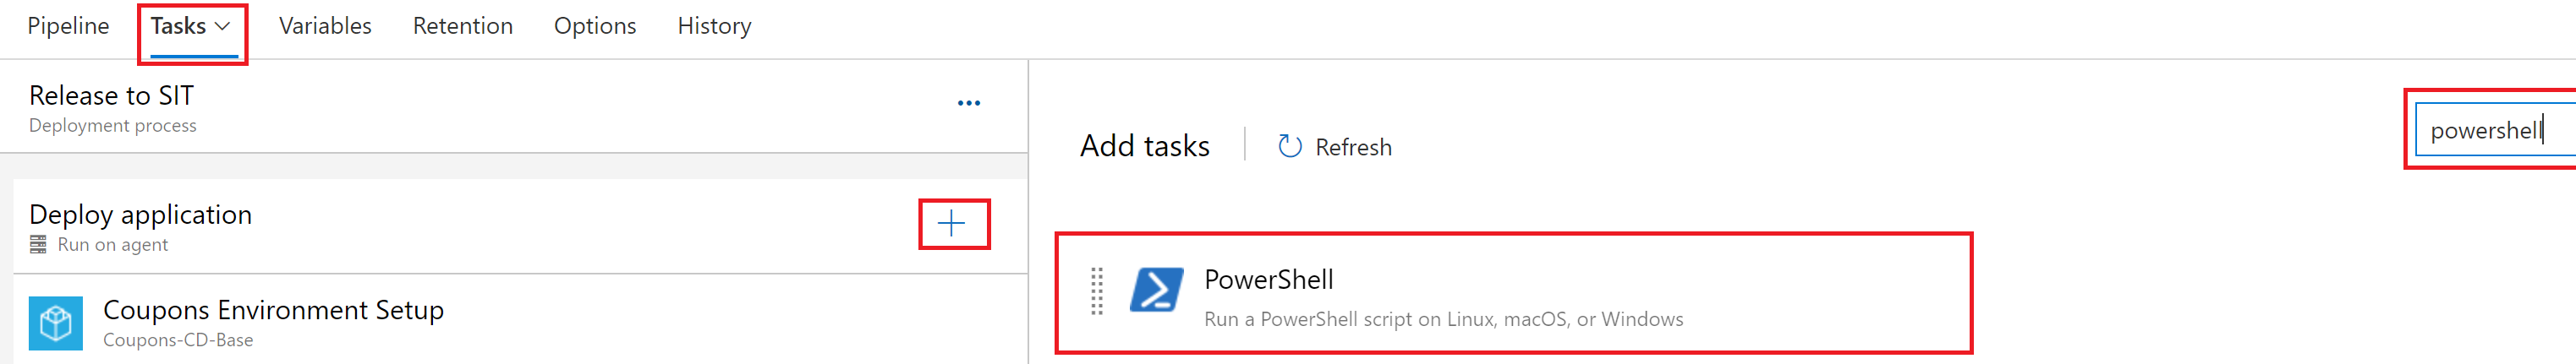 Pipeline Tasks Variables Retention Options History
Release to SIT
Deployment process
Deploy application
Run on agent
Coupons Environment Setup
Coupons-CD-Base
Add tasks Refresh
powershell
PowerShell
Run a PowerShell script on Linux, macOS, or Windows